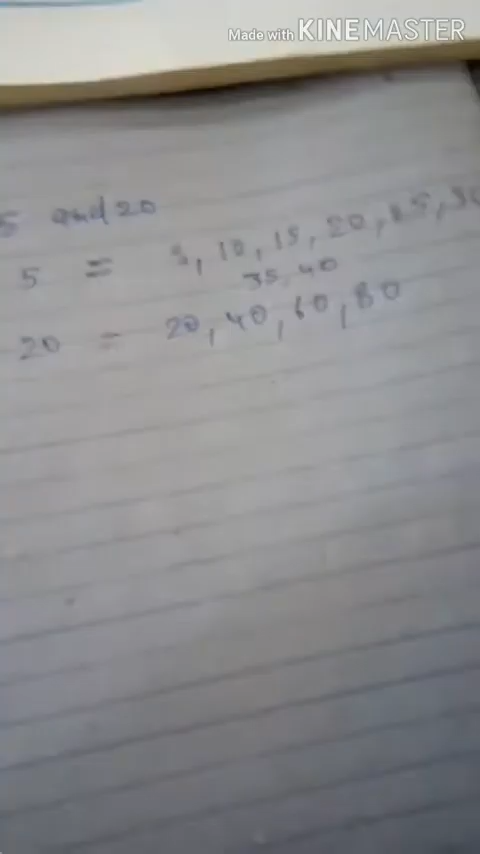 Made with KINEMASTER
5 and 20
5 = 5, 10, 15, 20, 25, 30
35, 40
20 = 20, 40, 60, 80